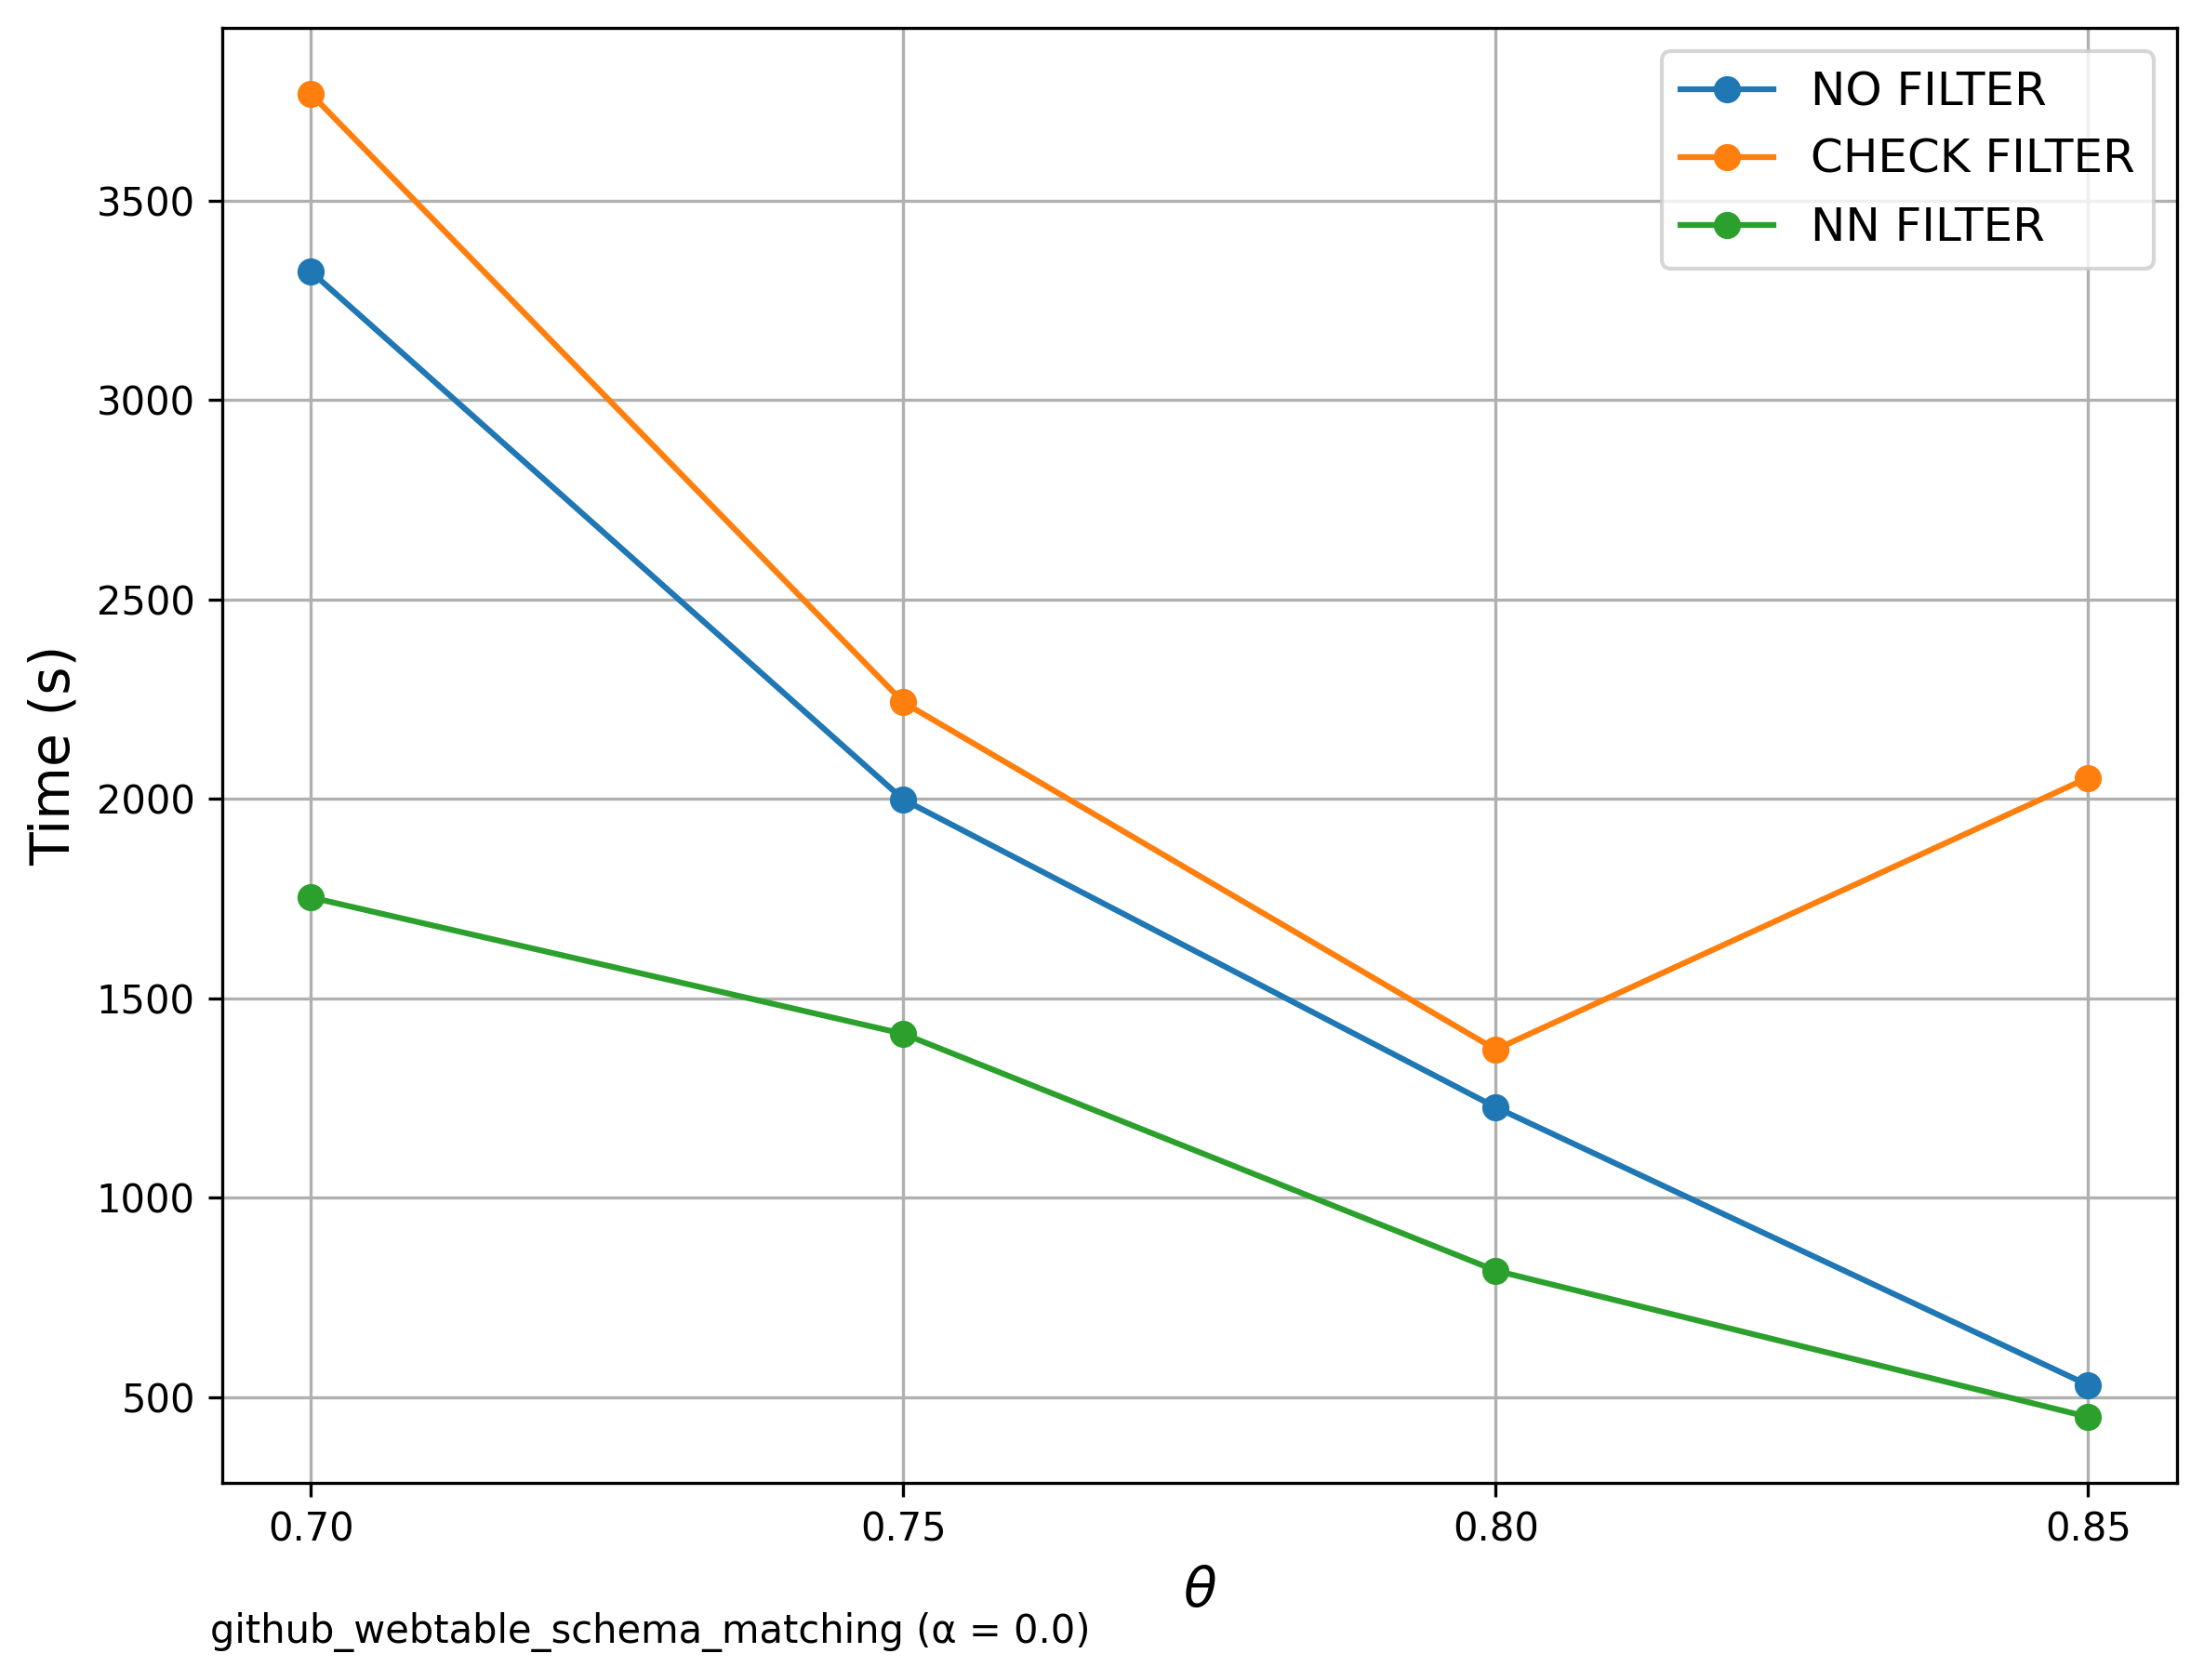 NO FILTER
CHECK FILTER
NN FILTER
3500
3000
2500
2000
1500
1000
500
Time (s)
0.70 0.75 0.80 0.85
θ
github_webtable_schema_matching (α = 0.0)